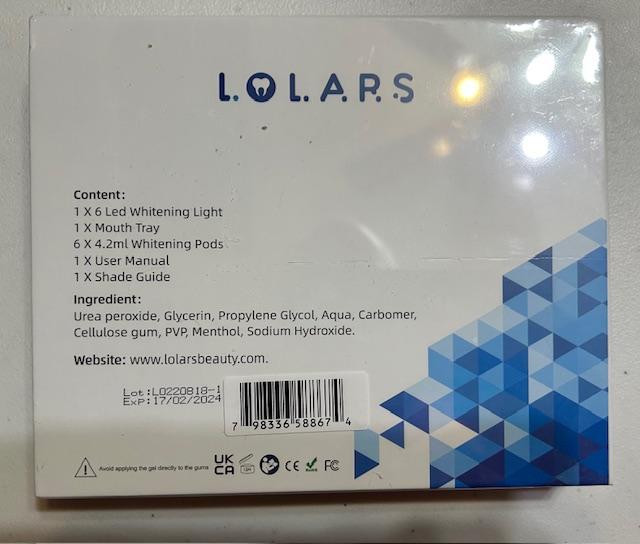 LOLARS
Content:
1 X 6 Led Whitening Light
1 X Mouth Tray
6 X 4.2ml Whitening Pods
1 X User Manual
1 X Shade Guide
Ingredient:
Urea peroxide, Glycerin, Propylene Glycol, Aqua, Carbomer,
Cellulose gum, PVP, Menthol, Sodium Hydroxide.
Website: www.lolarsbeauty.com.
Lot:L0220818-1
Exp:17/02/2024
7 98336 58867 4
Avoid applying the gel directly to the gums
UK
CA
CE
FC